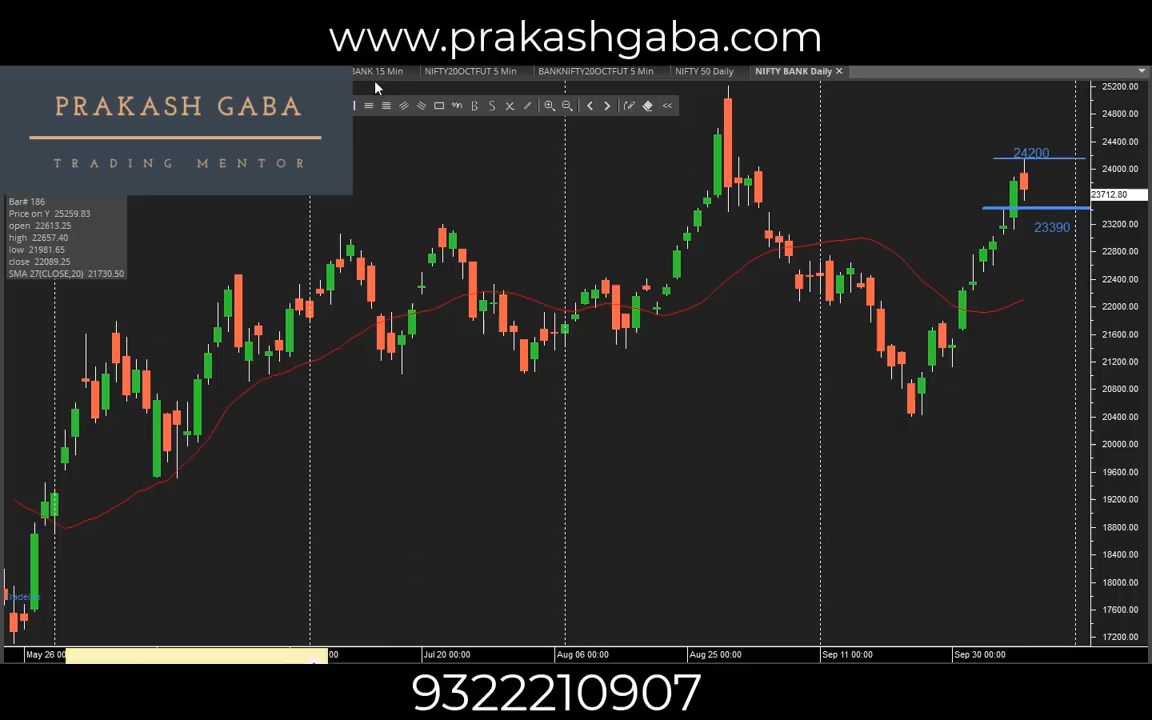 www.prakashgaba.com
BANK 15 Min NIFTY20OCTFUT 5 Min BANKNIFTY20OCTFUT 5 Min NIFTY 50 Daily NIFTY BANK Daily
PRAKASH GABA
TRADING MENTOR
Bar# 186
Price on Y 25259.83
open 22613.25
high 22657.40
low 21981.65
close 22089.25
SMA 27(CLOSE,20) 21730.50
24200
23390
25200.00
24800.00
24400.00
24000.00
23712.80
23200.00
22800.00
22400.00
22000.00
21600.00
21200.00
20800.00
20400.00
20000.00
19600.00
19200.00
18800.00
18400.00
18000.00
17600.00
17200.00
May 26 00 :00 Jul 20 00:00 Aug 06 00:00 Aug 25 00:00 Sep 11 00:00 Sep 30 00:00
9322210907